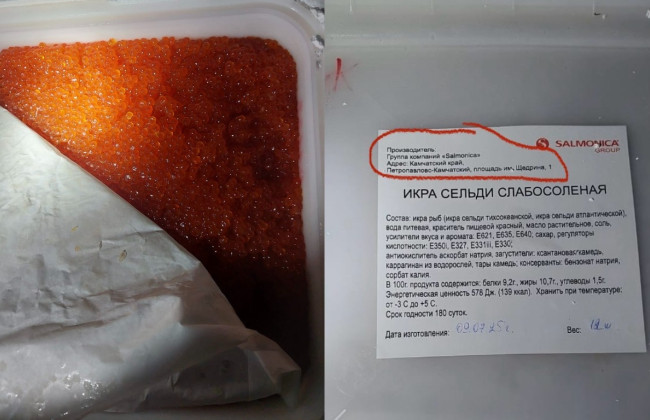 SALMONICA
GROUP
Производитель
Группа компаний «Salmonica»
Адрес: Камчатский край,
Петропавлово-Камчатский, площадь им. Щедрина, 1
ИКРА СЕЛЬДИ СЛАБОСОЛЕНАЯ
Состав: икра рыб (икра сельди тихоокеанской, икра сельди атлантической),
вода питьевая, краситель пищевой красный, масло растительное, соль,
усилители вкуса и аромата: Е621, Е635, Е640; сахар, регуляторы
кислотности: Е350i, Е327, Е331iii, Е330;
антиокислитель аскорбат натрия, загустители: ксантановая камедь,
каррагинан из водорослей, тары камедь; консерванты: бензонат натрия,
сорбат калия.
В 100г. продукта содержится: белки 9,2г., жиры 10,7г., углеводы 1,5г.
Энергетическая ценность 578 Дж. (139 ккал). Хранить при температуре:
от -3 С до +5 С.
Срок годности 180 суток.
Дата изготовления: 09.07.25г. Вес: